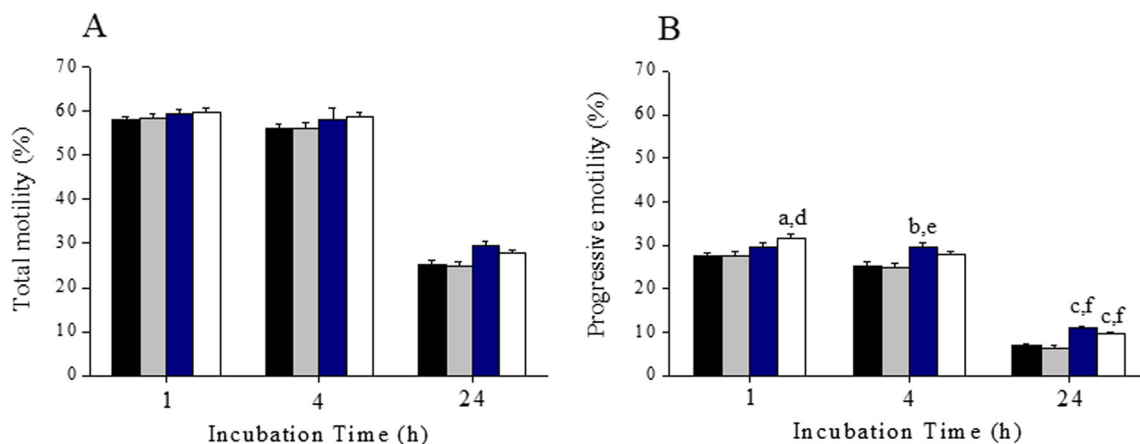 A
Total motility (%)
70
60
50
40
30
20
10
0
1 4 24
Incubation Time (h)
B
Progressive motility (%)
70
60
50
40
30
20
10
0
a,d
b,e
c,f c,f
1 4 24
Incubation Time (h)